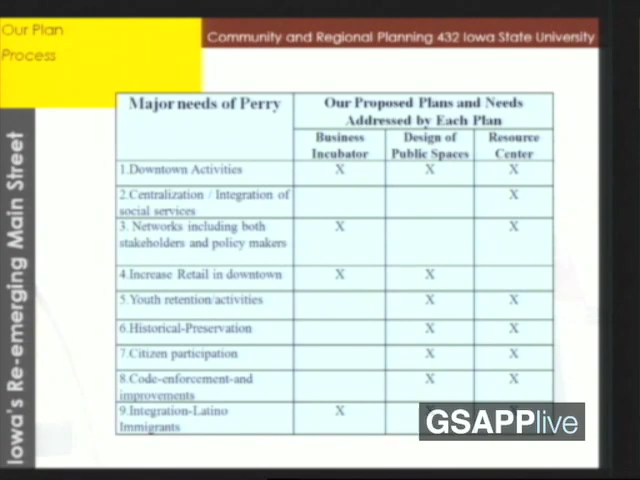 Our Plan
Process
Community and Regional Planning 432 Iowa State University
Iowa's Re-emerging Main Street
Major needs of Perry
Our Proposed Plans and Needs
Addressed by Each Plan
Business
Incubator
Design of
Public Spaces
Resource
Center
1.Downtown Activities X X X
2.Centralization / Integration of
social services X
3. Networks including both
stakeholders and policy makers X X
4.Increase Retail in downtown X X
5.Youth retention/activities X X
6.Historical-Preservation X X
7.Citizen participation X X
8.Code-enforcement-and
improvements X X
9.Integration-Latino
Immigrants X
GSAPPlive